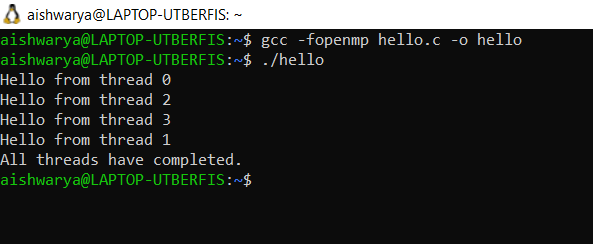 aishwarya@LAPTOP-UTBERFIS: ~
aishwarya@LAPTOP-UTBERFIS:~$ gcc -fopenmp hello.c -o hello
aishwarya@LAPTOP-UTBERFIS:~$ ./hello
Hello from thread 0
Hello from thread 2
Hello from thread 3
Hello from thread 1
All threads have completed.
aishwarya@LAPTOP-UTBERFIS:~$